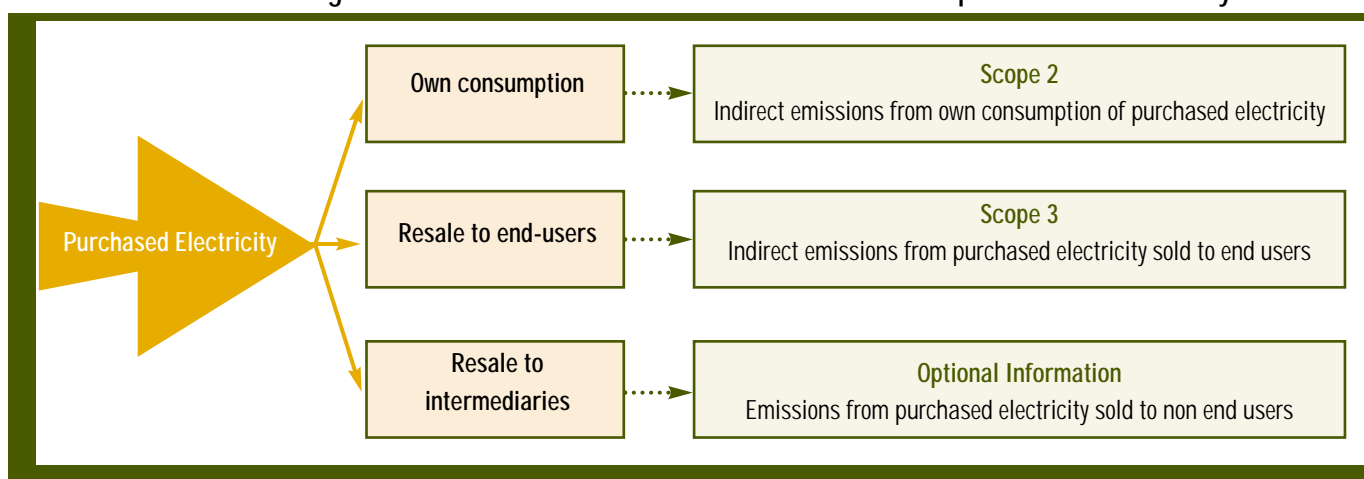 Purchased Electricity
Own consumption
Scope 2
Indirect emissions from own consumption of purchased electricity
Resale to end-users
Scope 3
Indirect emissions from purchased electricity sold to end users
Resale to
intermediaries
Optional Information
Emissions from purchased electricity sold to non end users